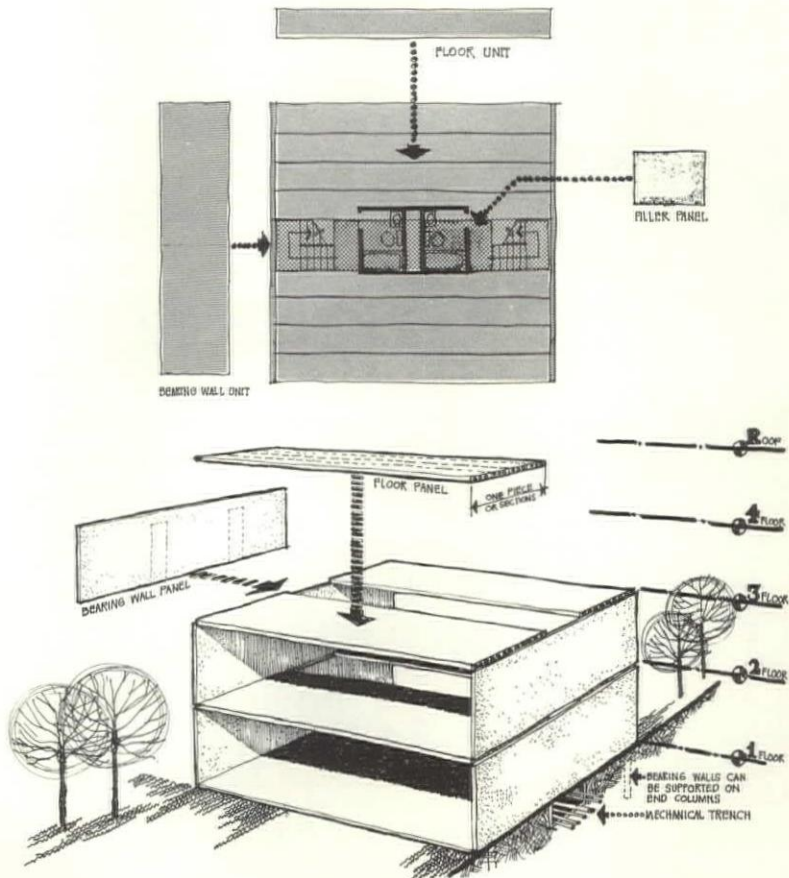 FLOOR UNIT
FILLER PANEL
BEARING WALL UNIT
ROOF
FLOOR PANEL
ONE PIECE
OR SECTIONS
4 FLOOR
BEARING WALL PANEL
3 FLOOR
2 FLOOR
1 FLOOR
BEARING WALLS CAN
BE SUPPORTED ON
END COLUMNS
MECHANICAL TRENCH